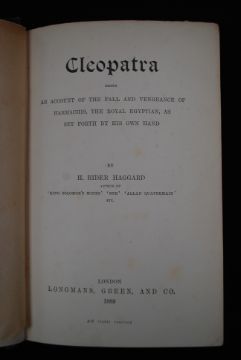 Cleopatra
BEING
AN ACCOUNT OF THE FALL AND VENGEANCE OF
HARMACHIS, THE ROYAL EGYPTIAN, AS
SET FORTH BY HIS OWN HAND
BY
H. RIDER HAGGARD
AUTHOR OF
'KING SOLOMON'S MINES' 'SHE' 'ALLAN QUATERMAIN'
ETC.
LONDON
LONGMANS, GREEN, AND CO.
1889